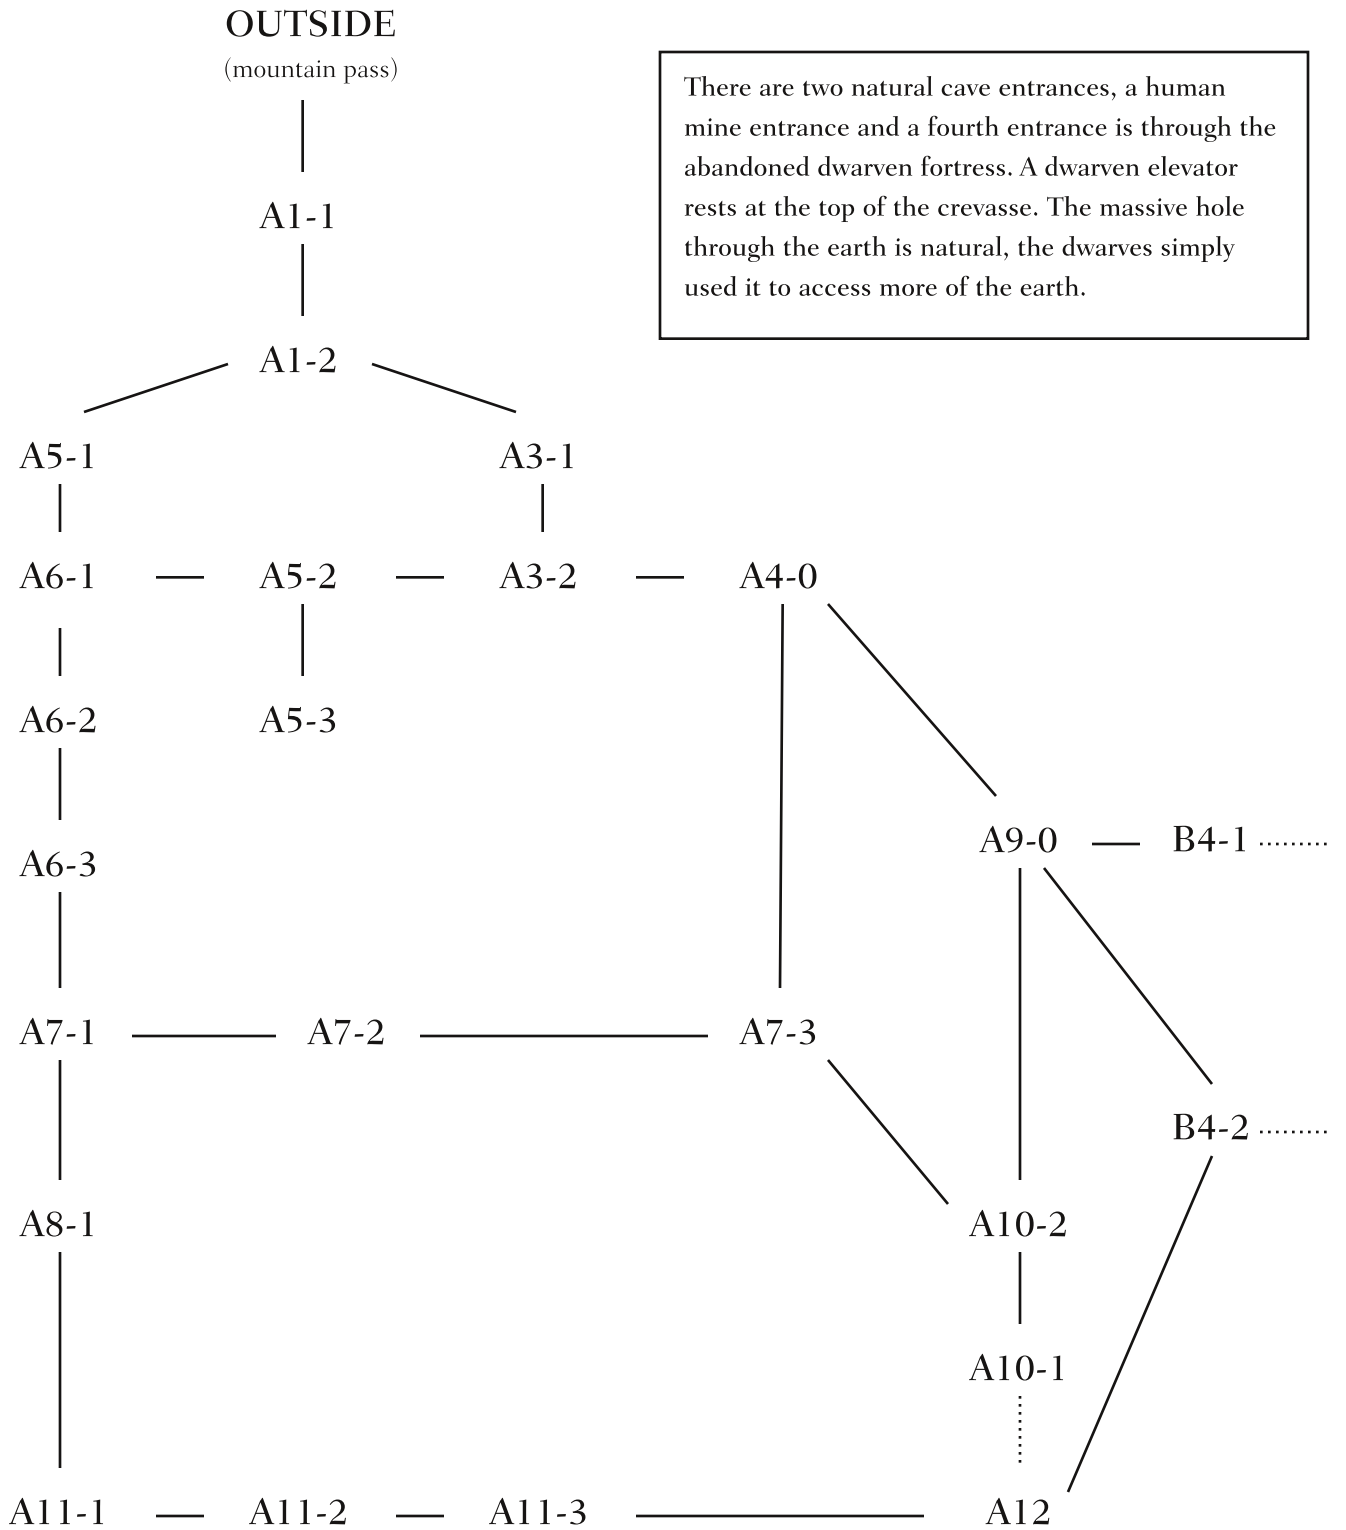 OUTSIDE
(mountain pass)
There are two natural cave entrances, a human
mine entrance and a fourth entrance is through the
abandoned dwarven fortress. A dwarven elevator
rests at the top of the crevasse. The massive hole
through the earth is natural, the dwarves simply
used it to access more of the earth.
A1-1
A1-2
A5-1
A3-1
A6-1
A5-2
A3-2
A4-0
A6-2
A5-3
A9-0
B4-1
A6-3
A7-1
A7-2
A7-3
B4-2
A8-1
A10-2
A10-1
A11-1
A11-2
A11-3
A12